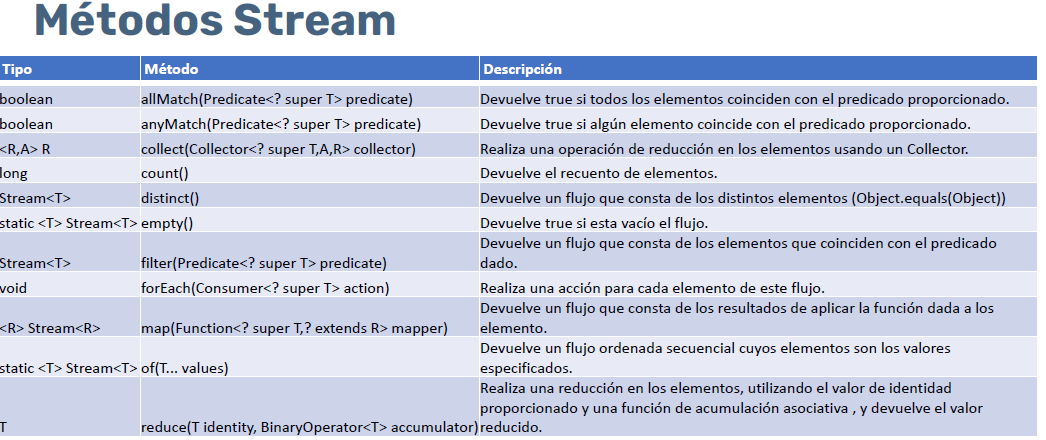 Métodos Stream
Tipo Método Descripción
boolean allMatch(Predicate<? super T> predicate) Devuelve true si todos los elementos coinciden con el predicado proporcionado.
boolean anyMatch(Predicate<? super T> predicate) Devuelve true si algún elemento coincide con el predicado proporcionado.
<R,A> R collect(Collector<? super T,A,R> collector) Realiza una operación de reducción en los elementos usando un Collector.
long count() Devuelve el recuento de elementos.
Stream<T> distinct() Devuelve un flujo que consta de los distintos elementos (Object.equals(Object))
static <T> Stream<T> empty() Devuelve true si esta vacío el flujo.
Devuelve un flujo que consta de los elementos que coinciden con el predicado
Stream<T> filter(Predicate<? super T> predicate) dado.
void forEach(Consumer<? super T> action) Realiza una acción para cada elemento de este flujo.
Devuelve un flujo que consta de los resultados de aplicar la función dada a los
<R> Stream<R> map(Function<? super T,? extends R> mapper) elemento.
Devuelve un flujo ordenada secuencial cuyos elementos son los valores
static <T> Stream<T> of(T... values) especificados.
Realiza una reducción en los elementos, utilizando el valor de identidad
proporcionado y una función de acumulación asociativa , y devuelve el valor
T reduce(T identity, BinaryOperator<T> accumulator) reducido.